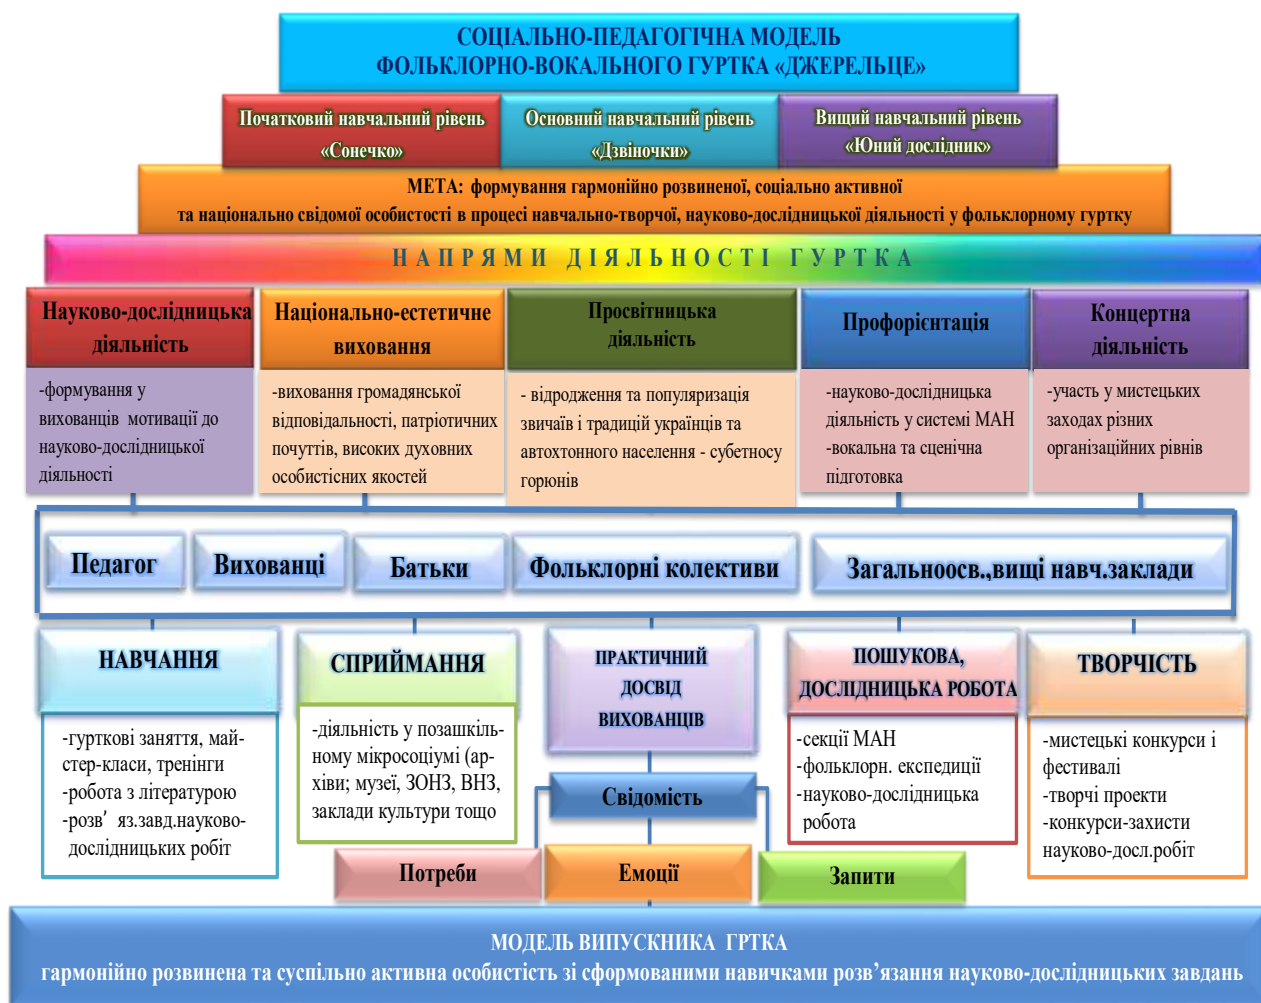 СОЦІАЛЬНО-ПЕДАГОГІЧНА МОДЕЛЬ
ФОЛЬКЛОРНО-ВОКАЛЬНОГО ГУРТКА «ДЖЕРЕЛЬЦЕ»
Початковий навчальний рівень
«Сонечко»
Основний навчальний рівень
«Дзвіночки»
Вищий навчальний рівень
«Юний дослідник»
МЕТА: формування гармонійно розвиненої, соціально активної
та національно свідомої особистості в процесі навчально-творчої, науково-дослідницької діяльності у фольклорному гуртку
НАПРЯМИ ДІЯЛЬНОСТІ ГУРТКА
Науково-дослідницька
діяльність
-формування у
вихованців мотивації до
науково-дослідницької
діяльності
Національно-естетичне
виховання
-виховання громадянської
відповідальності, патріотичних
почуттів, високих духовних
особистісних якостей
Просвітницька
діяльність
- відродження та популяризація
звичаїв і традицій українців та
автохтонного населення - субетносу
горюнів
Профорієнтація
-науково-дослідницька
діяльність у системі МАН
-вокальна та сценічна
підготовка
Концертна
діяльність
-участь у мистецьких
заходах різних
організаційних рівнів
Педагог
Вихованці
Батьки
Фольклорні колективи
Загальноосв.,вищі навч.заклади
НАВЧАННЯ
-гурткові заняття, май-
стер-класи, тренінги
-робота з літературою
-розв' яз.завд.науково-
дослідницьких робіт
СПРИЙМАННЯ
-діяльність у позашкіль-
ному мікросоціумі (ар-
хіви; музеї, ЗОНЗ, ВНЗ,
заклади культури тощо
ПРАКТИЧНИЙ
ДОСВІД
ВИХОВАНЦІВ
ПОШУКОВА,
ДОСЛІДНИЦЬКА РОБОТА
-секції МАН
-фольклорн. експедиції
-науково-дослідницька
робота
ТВОРЧІСТЬ
-мистецькі конкурси і
фестивалі
-творчі проекти
-конкурси-захисти
науково-досл.робіт
Свідомість
Потреби
Емоції
Запити
МОДЕЛЬ ВИПУСКНИКА ГРТКА
гармонійно розвинена та суспільно активна особистість зі сформованими навичками розв’язання науково-дослідницьких завдань